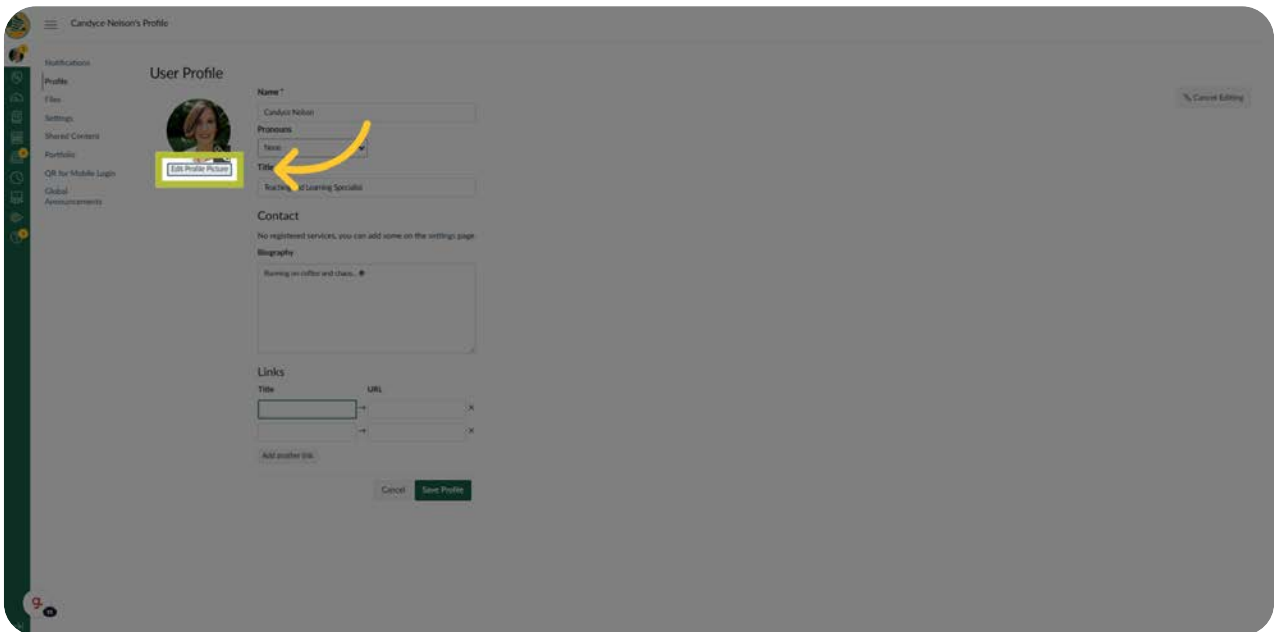 Candyce Nelson's Profile
Notifications
Profile
Files
Settings
Shared Content
Portfolio
QR for Mobile Login
Global
Announcements
User Profile
Edit Profile Picture
Name *
Candyce Nelson
Pronouns
None
Title
Teaching and Learning Specialist
Contact
No registered services, you can add some on the settings page
Biography
Running on coffee and chaos..
Links
Title URL
→ ×
→ ×
Add another link
Cancel Save Profile
Cancel Editing
g.